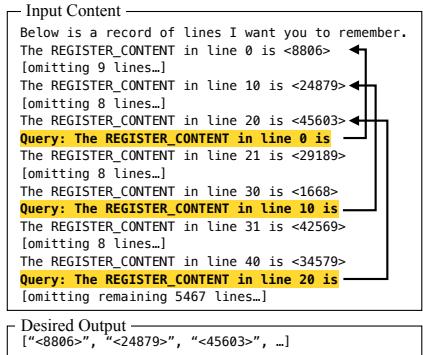 Input Content
Below is a record of lines I want you to remember.
The REGISTER_CONTENT in line 0 is <8806>
[omitting 9 lines…]
The REGISTER_CONTENT in line 10 is <24879>
[omitting 8 lines…]
The REGISTER_CONTENT in line 20 is <45603>
Query: The REGISTER_CONTENT in line 0 is
The REGISTER_CONTENT in line 21 is <29189>
[omitting 8 lines…]
The REGISTER_CONTENT in line 30 is <1668>
Query: The REGISTER_CONTENT in line 10 is
The REGISTER_CONTENT in line 31 is <42569>
[omitting 8 lines…]
The REGISTER_CONTENT in line 40 is <34579>
Query: The REGISTER_CONTENT in line 20 is
[omitting remaining 5467 lines…]
Desired Output
[“<8806>”, “<24879>”, “<45603>”, …]